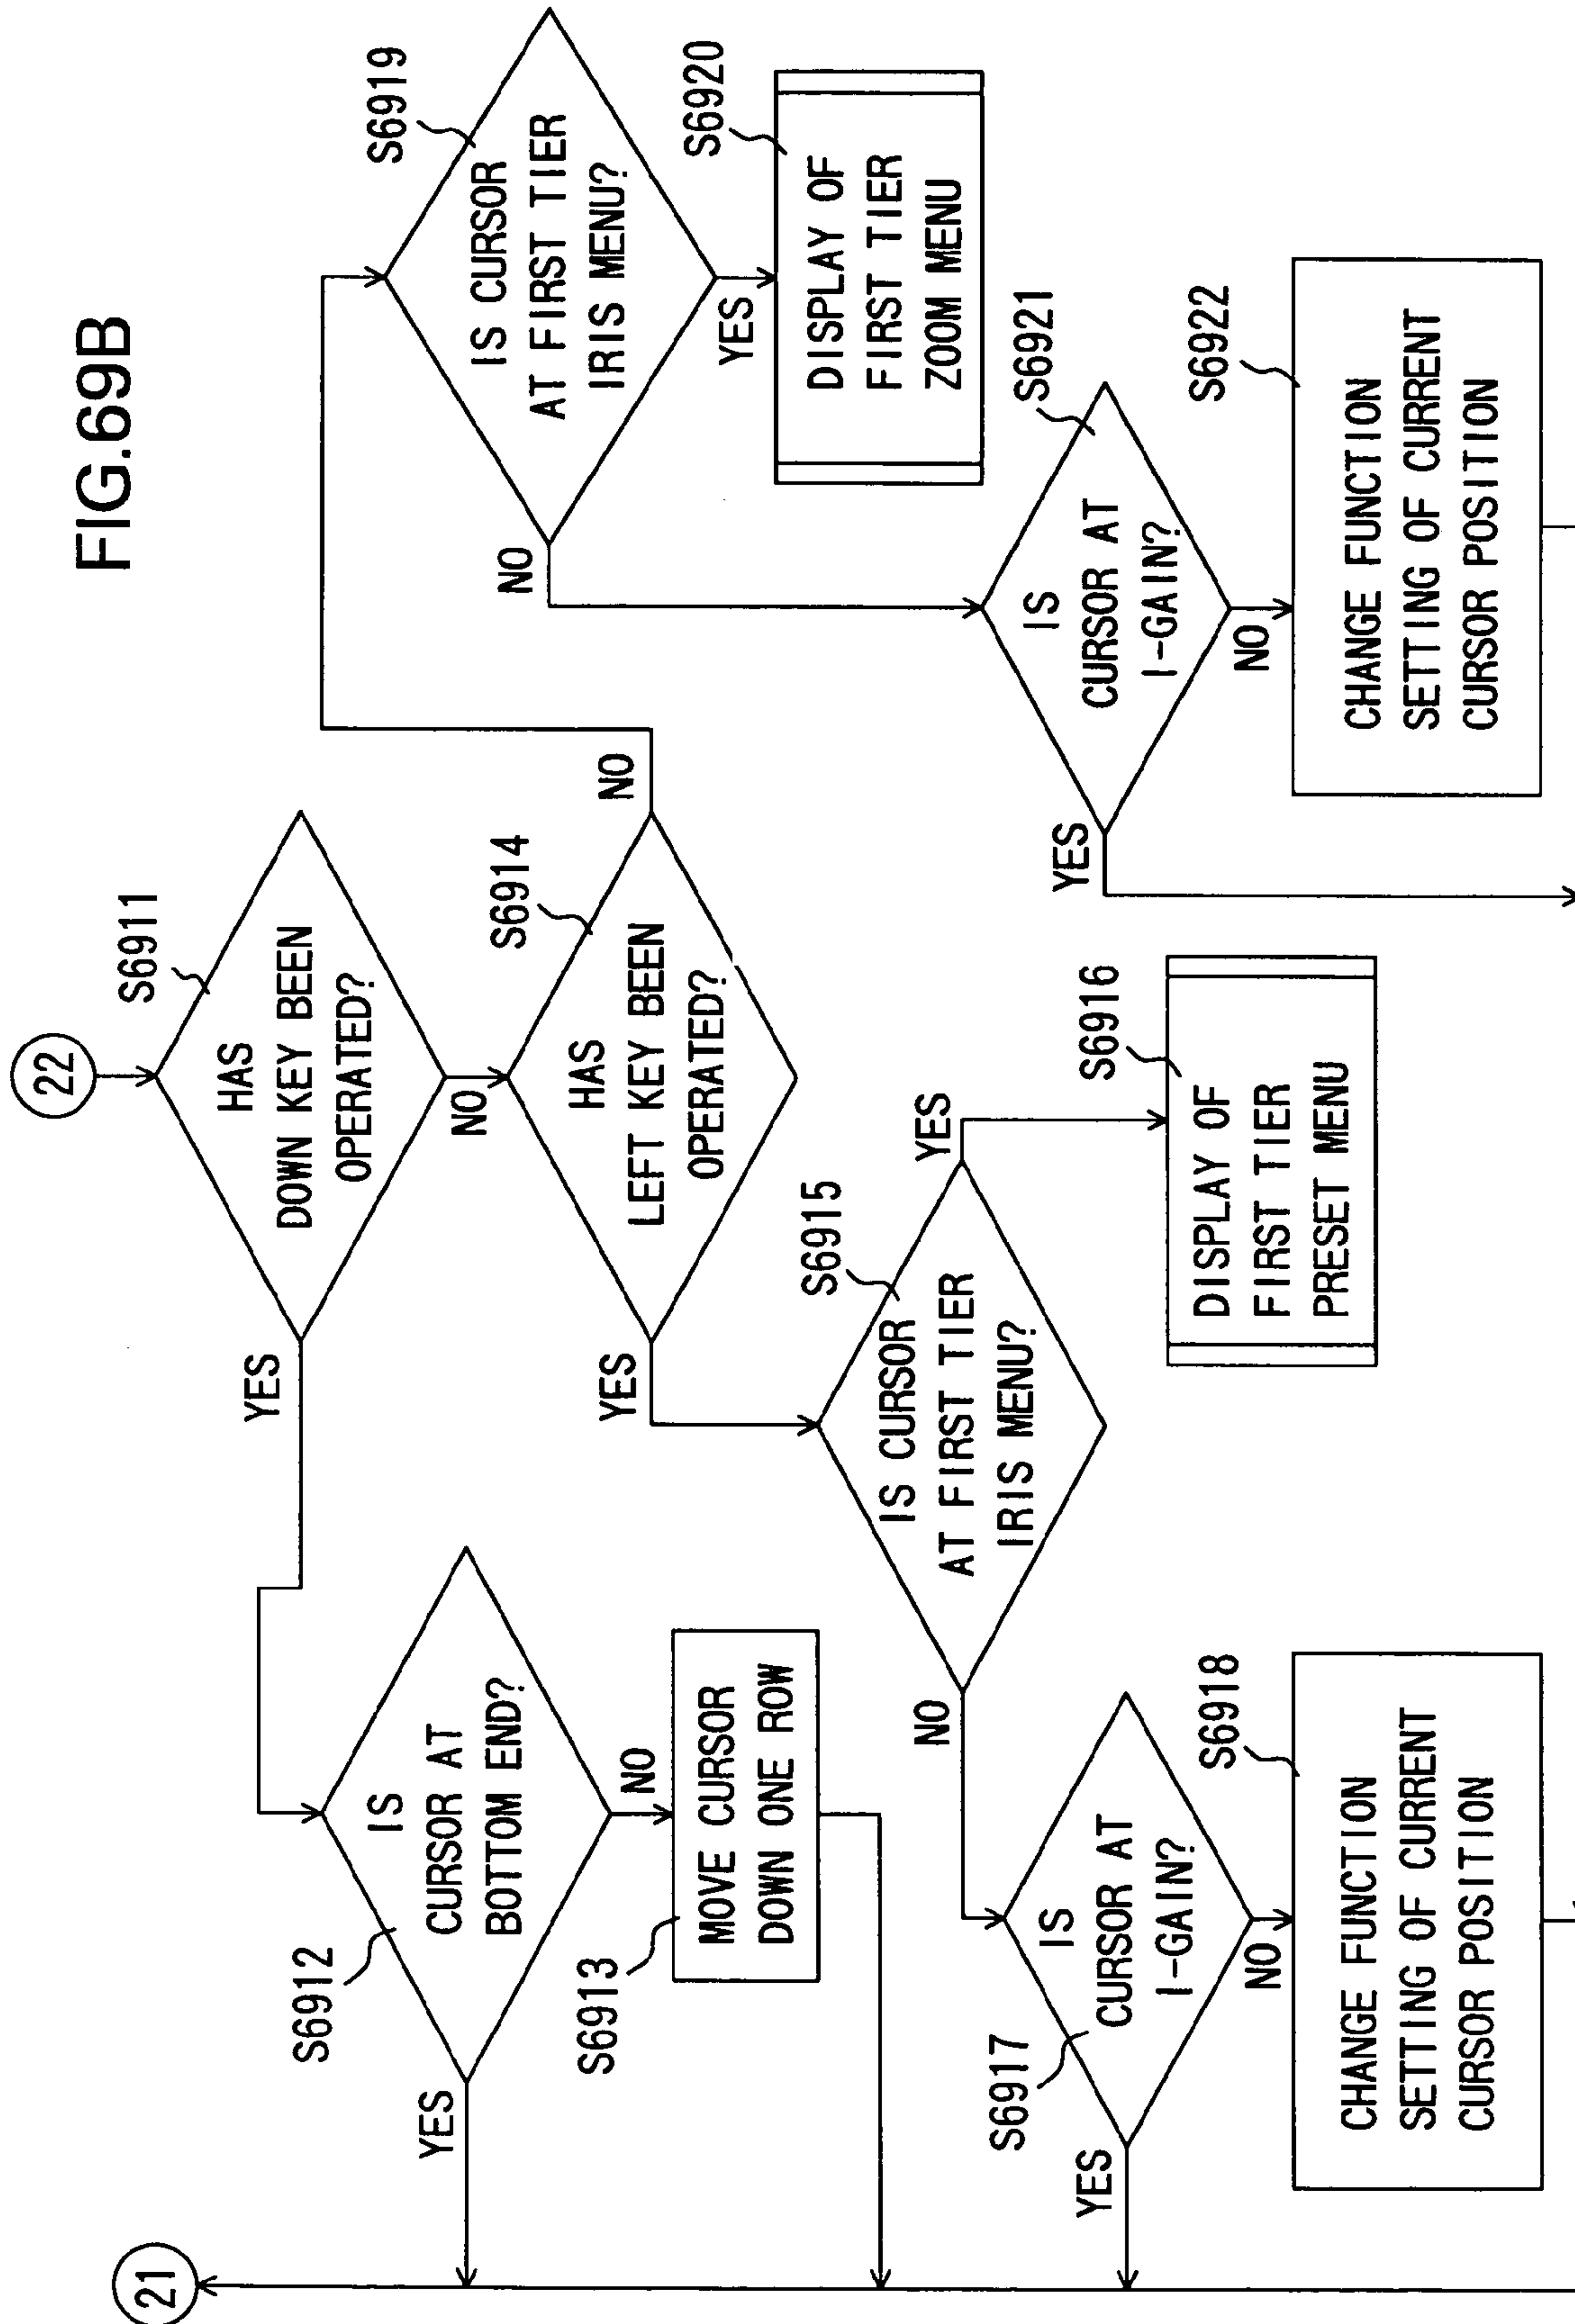 FIG.69B
22
S6911
HAS
DOWN KEY BEEN
OPERATED?
YES
NO
S6912
IS
CURSOR AT
BOTTOM END?
YES
NO
S6913
MOVE CURSOR
DOWN ONE ROW
21
S6914
HAS
LEFT KEY BEEN
OPERATED?
YES
NO
S6915
IS CURSOR
AT FIRST TIER
IRIS MENU?
YES
NO
S6916
DISPLAY OF
FIRST TIER
PRESET MENU
S6917
IS
CURSOR AT
I-GAIN?
YES
NO
S6918
CHANGE FUNCTION
SETTING OF CURRENT
CURSOR POSITION
S6919
IS CURSOR
AT FIRST TIER
IRIS MENU?
YES
NO
S6920
DISPLAY OF
FIRST TIER
ZOOM MENU
S6921
IS
CURSOR AT
I-GAIN?
YES
NO
S6922
CHANGE FUNCTION
SETTING OF CURRENT
CURSOR POSITION